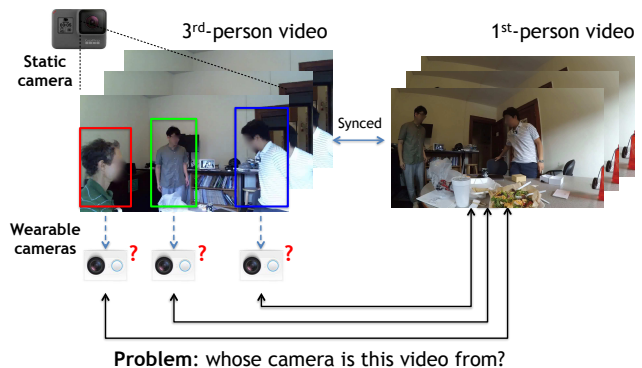 3rd-person video
1st-person video
Static
camera
Synced
Wearable
cameras
?
?
?
Problem: whose camera is this video from?